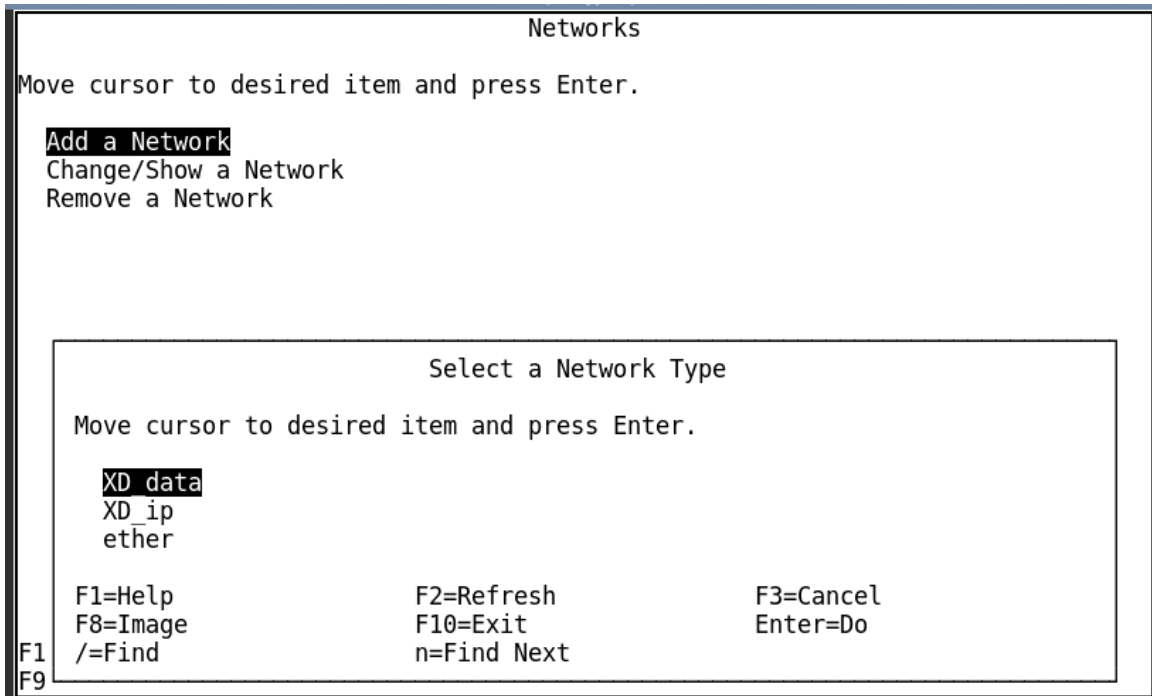 Networks
Move cursor to desired item and press Enter.
Add a Network
Change/Show a Network
Remove a Network
Select a Network Type
Move cursor to desired item and press Enter.
XD_data
XD_ip
ether
F1=Help F2=Refresh F3=Cancel
F8=Image F10=Exit Enter=Do
F1 /=Find n=Find Next
F9